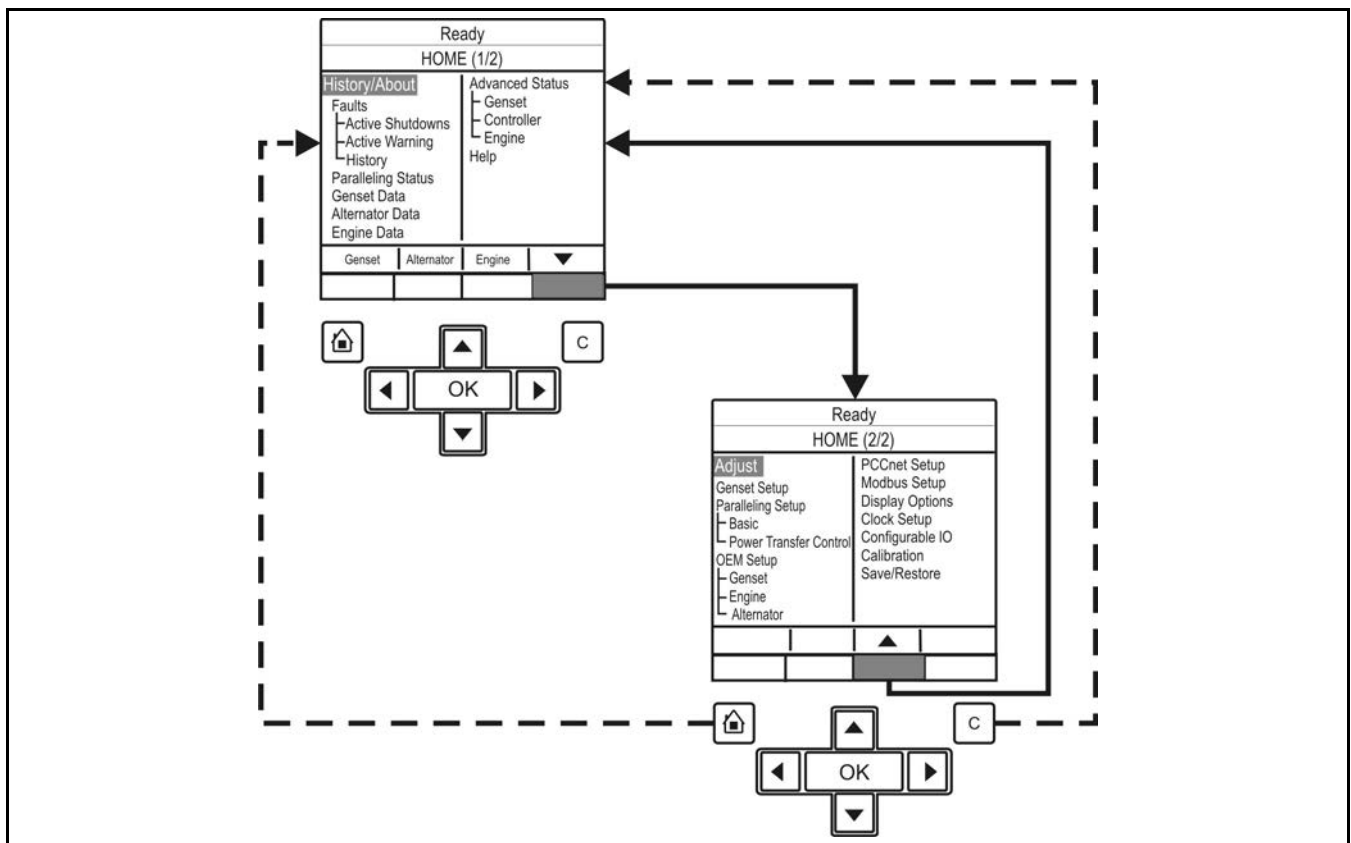 Ready
HOME (1/2)
History/About
Faults
Active Shutdowns
Active Warning
History
Paralleling Status
Genset Data
Alternator Data
Engine Data
Advanced Status
Genset
Controller
Engine
Help
Genset Alternator Engine
C
OK
Ready
HOME (2/2)
Adjust
Genset Setup
Paralleling Setup
Basic
Power Transfer Control
OEM Setup
Genset
Engine
Alternator
PCCnet Setup
Modbus Setup
Display Options
Clock Setup
Configurable IO
Calibration
Save/Restore
C
OK